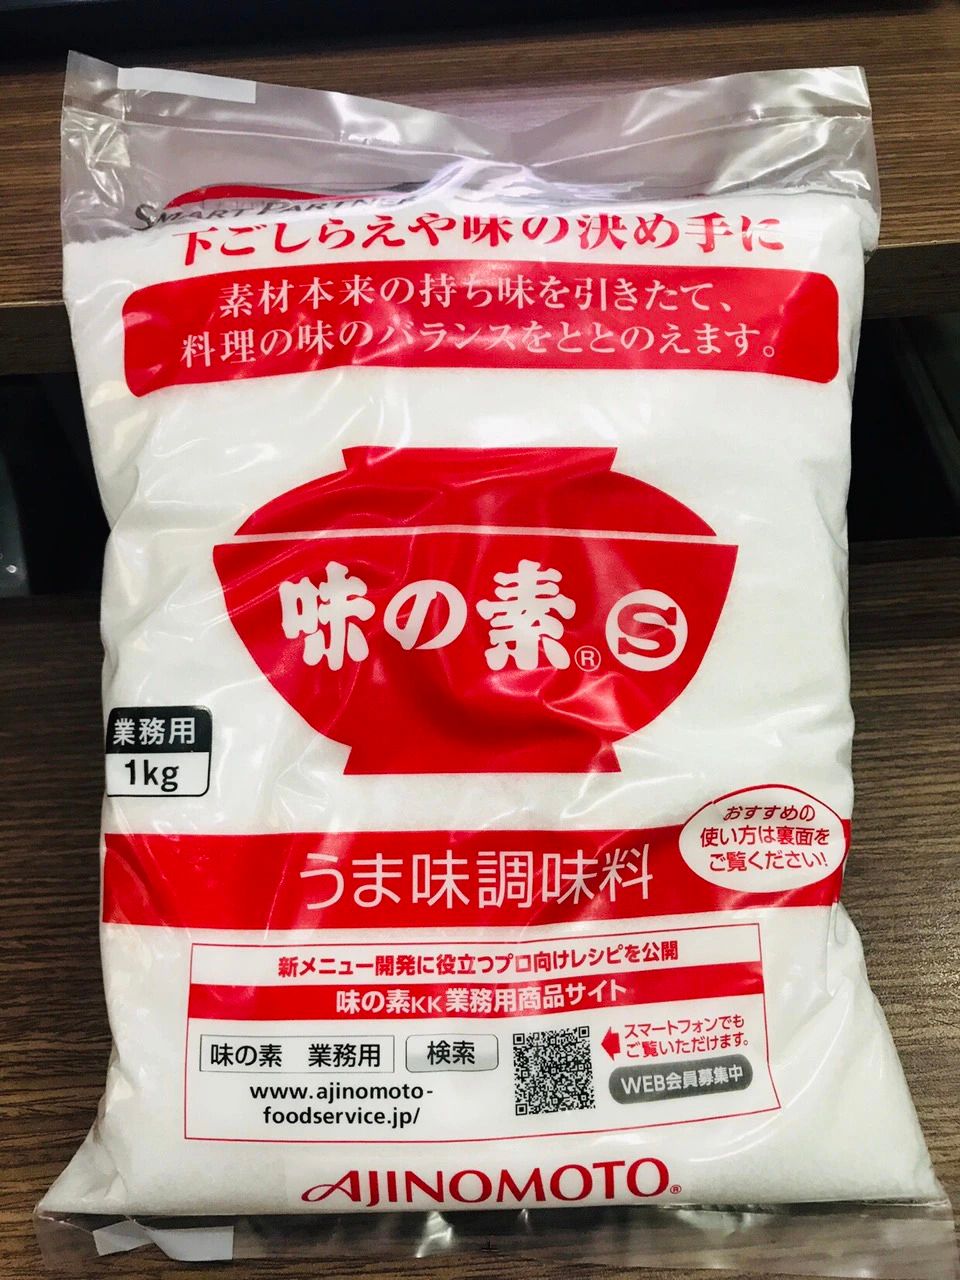 SMART PARTNER
下ごしらえや味の決め手に
素材本来の持ち味を引きたて、
料理の味のバランスをととのえます。
味の素® S
業務用
1kg
おすすめの
使い方は裏面を
ご覧ください!
うま味調味料
新メニュー開発に役立つプロ向けレシピを公開
味の素KK業務用商品サイト
味の素 業務用 検索
www.ajinomoto-
foodservice.jp/
スマートフォンでも
ご覧いただけます。
WEB会員募集中
AJINOMOTO®